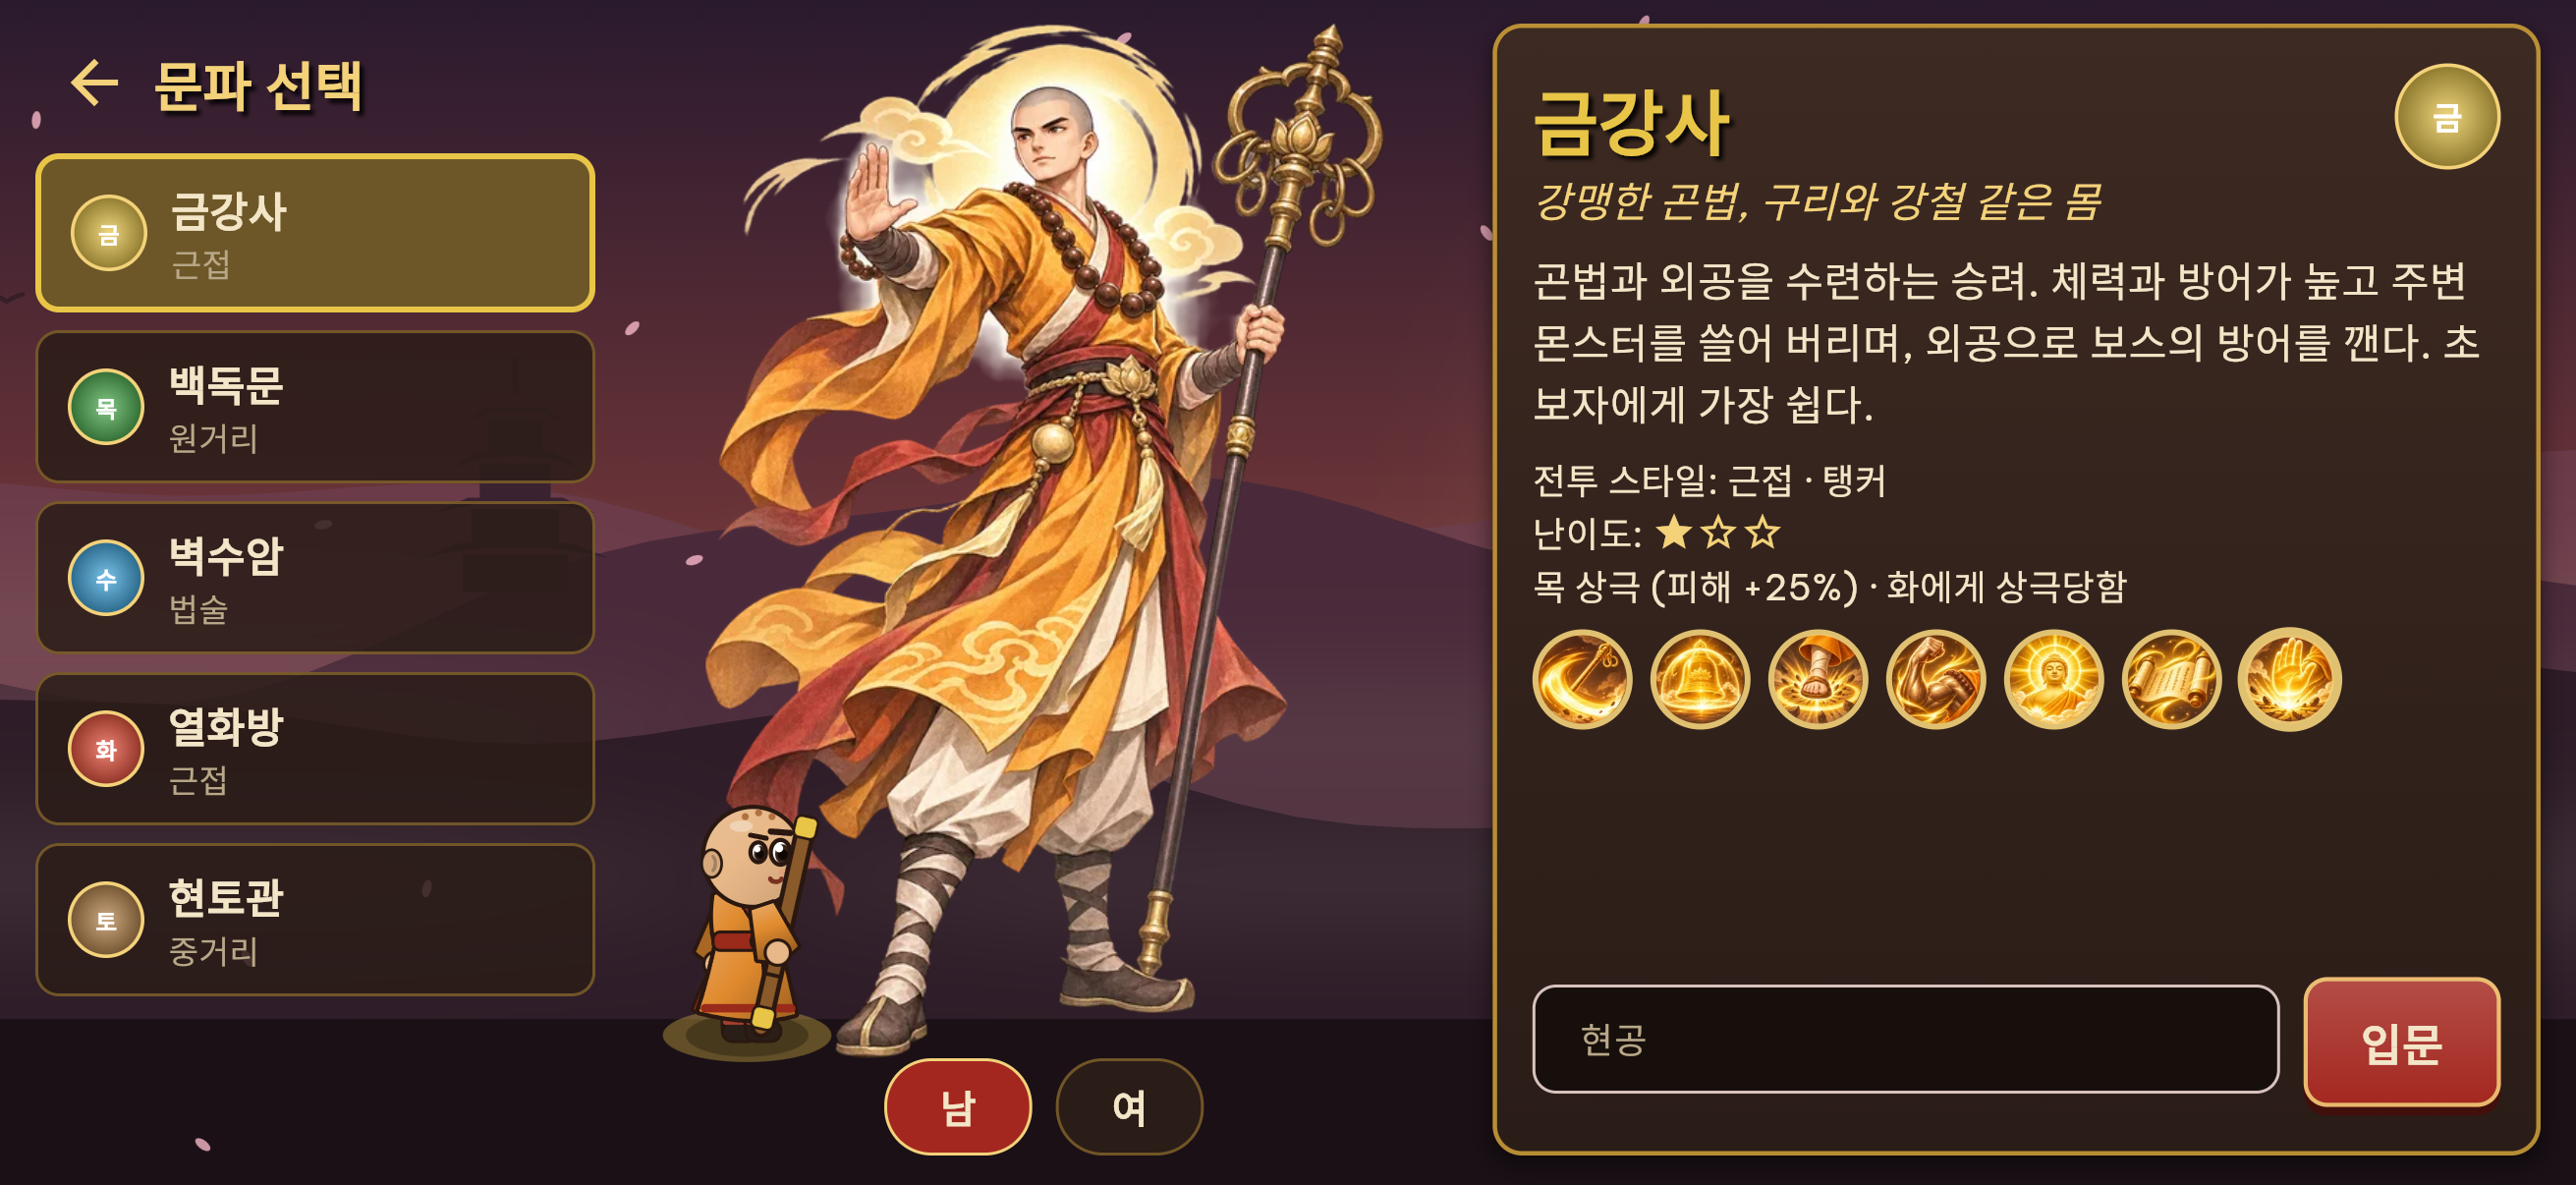 문파 선택
금
금강사
근접
목
백독문
원거리
수
벽수암
법술
화
열화방
근접
토
현토관
중거리
남
여
금강사
금
강맹한 곤법, 구리와 강철 같은 몸
곤법과 외공을 수련하는 승려. 체력과 방어가 높고 주변
몬스터를 쓸어 버리며, 외공으로 보스의 방어를 깬다. 초
보자에게 가장 쉽다.
전투 스타일: 근접 · 탱커
난이도: ★☆☆
목 상극 (피해 +25%) · 화에게 상극당함
현공
입문